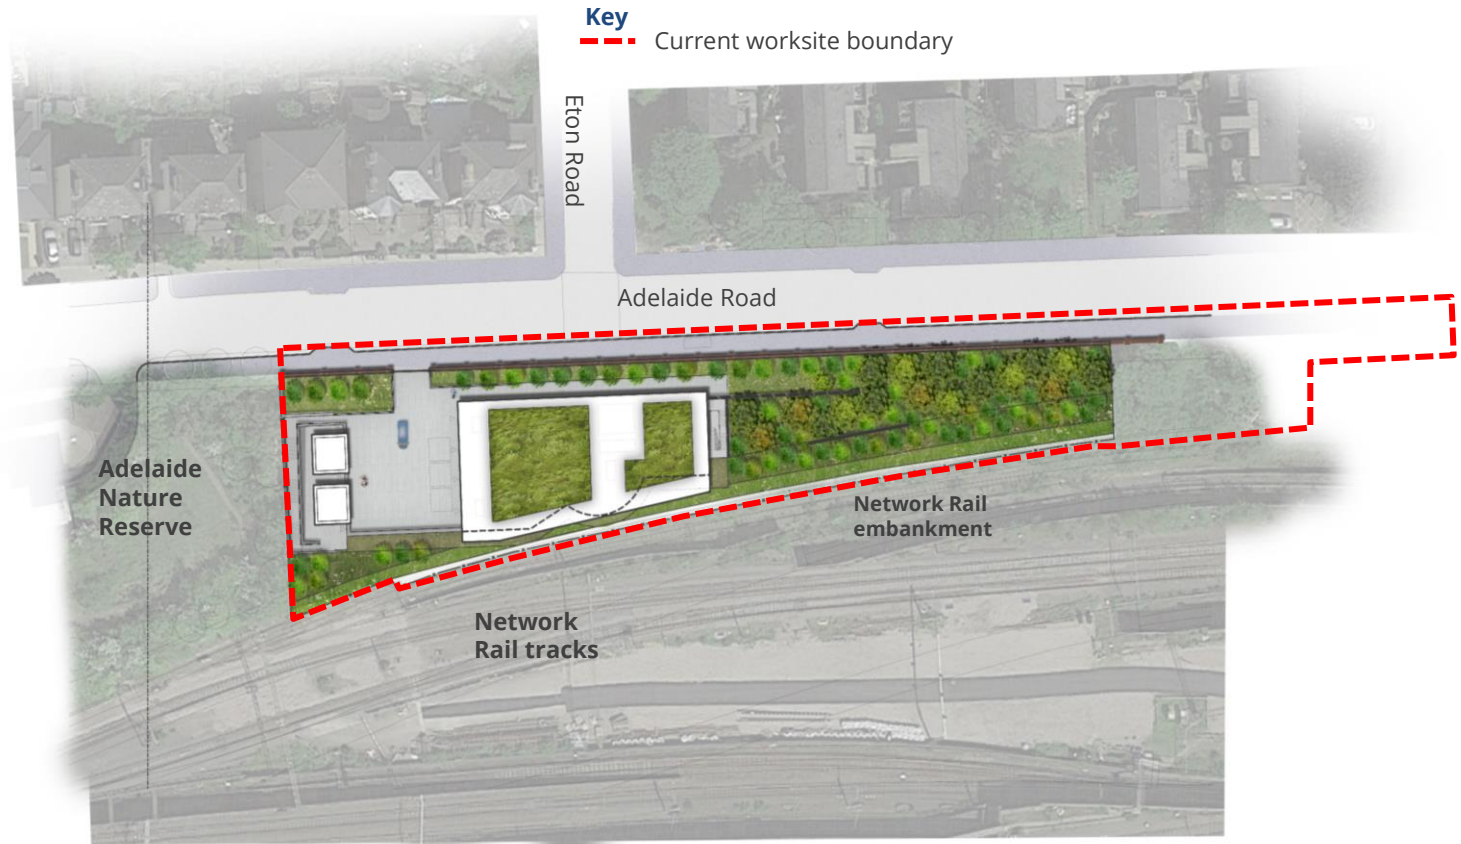 Key
Current worksite boundary
Eton Road
Adelaide Road
Adelaide
Nature
Reserve
Network Rail
embankment
Network
Rail tracks